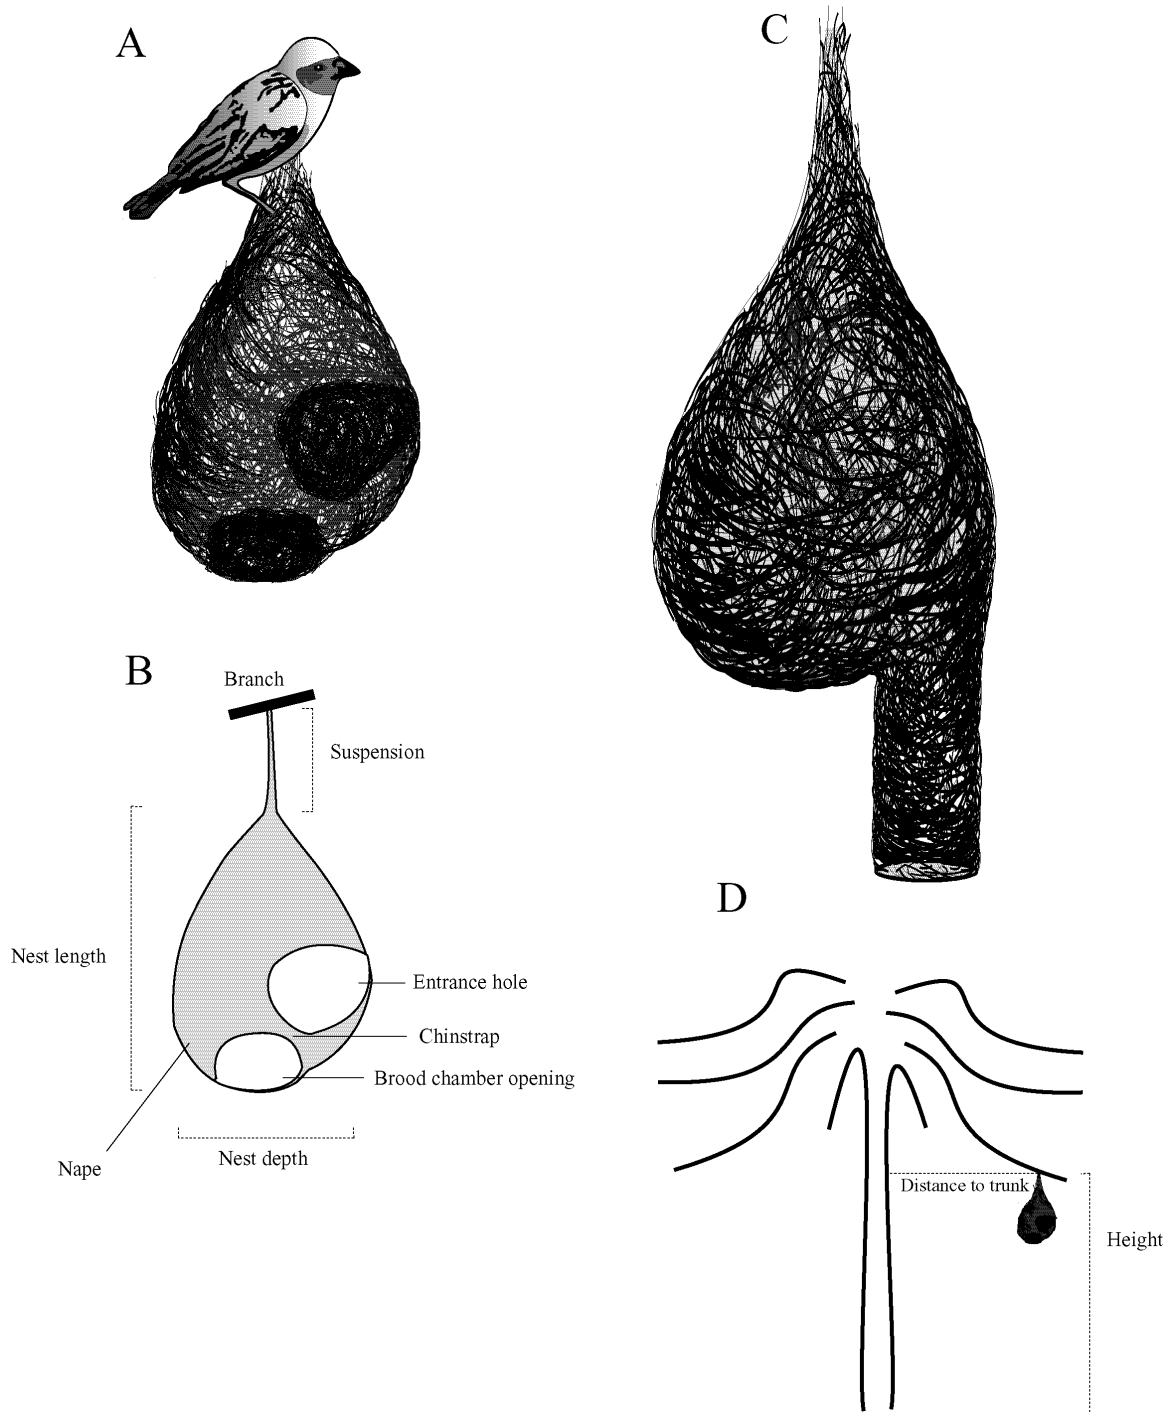 A
C
B
Branch
Suspension
Nest length
Entrance hole
Chinstrap
Brood chamber opening
Nest depth
Nape
D
Distance to trunk
Height